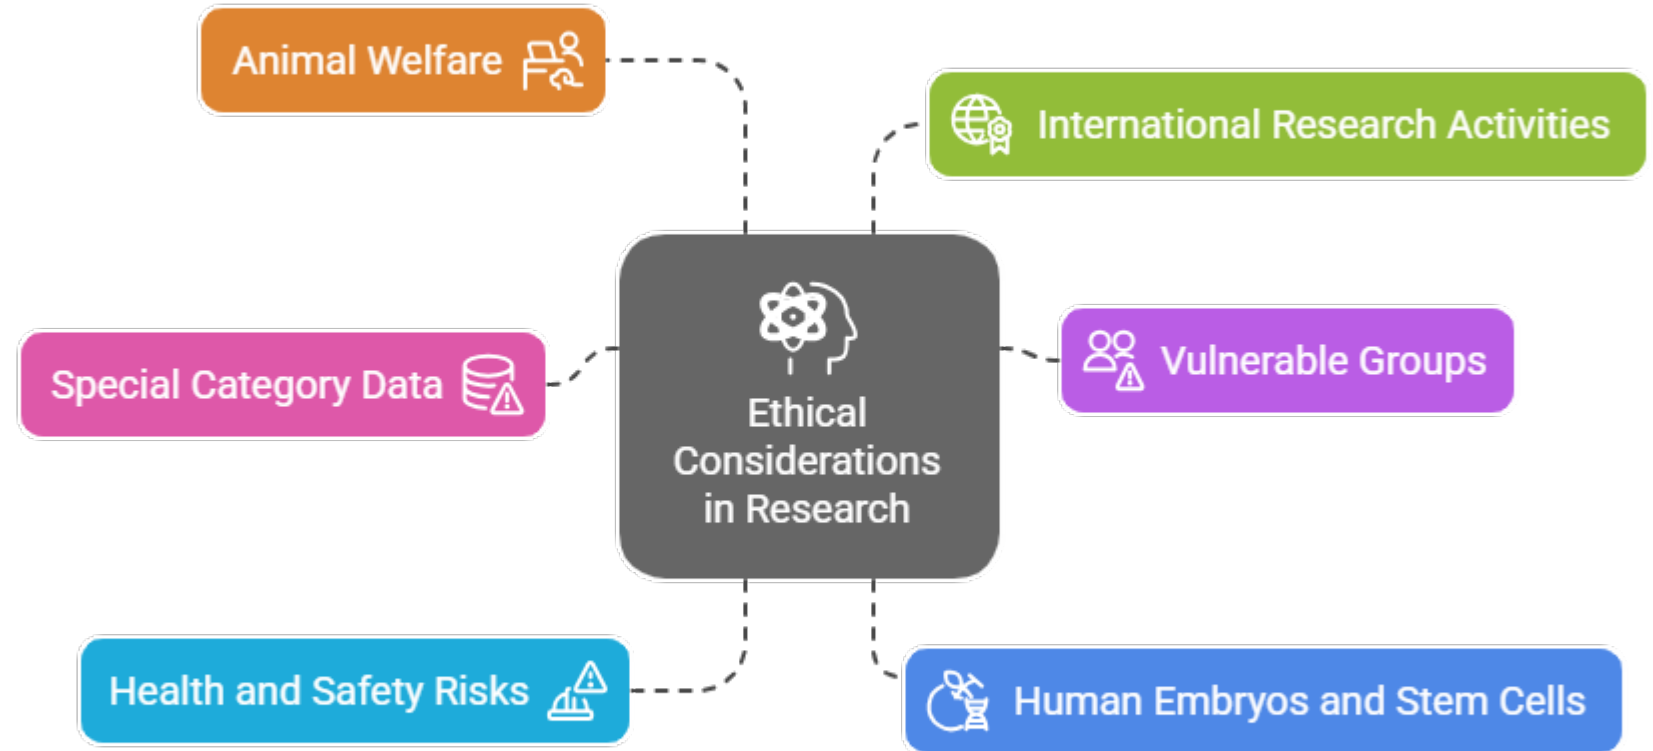 Animal Welfare
International Research Activities
Special Category Data
Ethical
Considerations
in Research
Vulnerable Groups
Health and Safety Risks
Human Embryos and Stem Cells